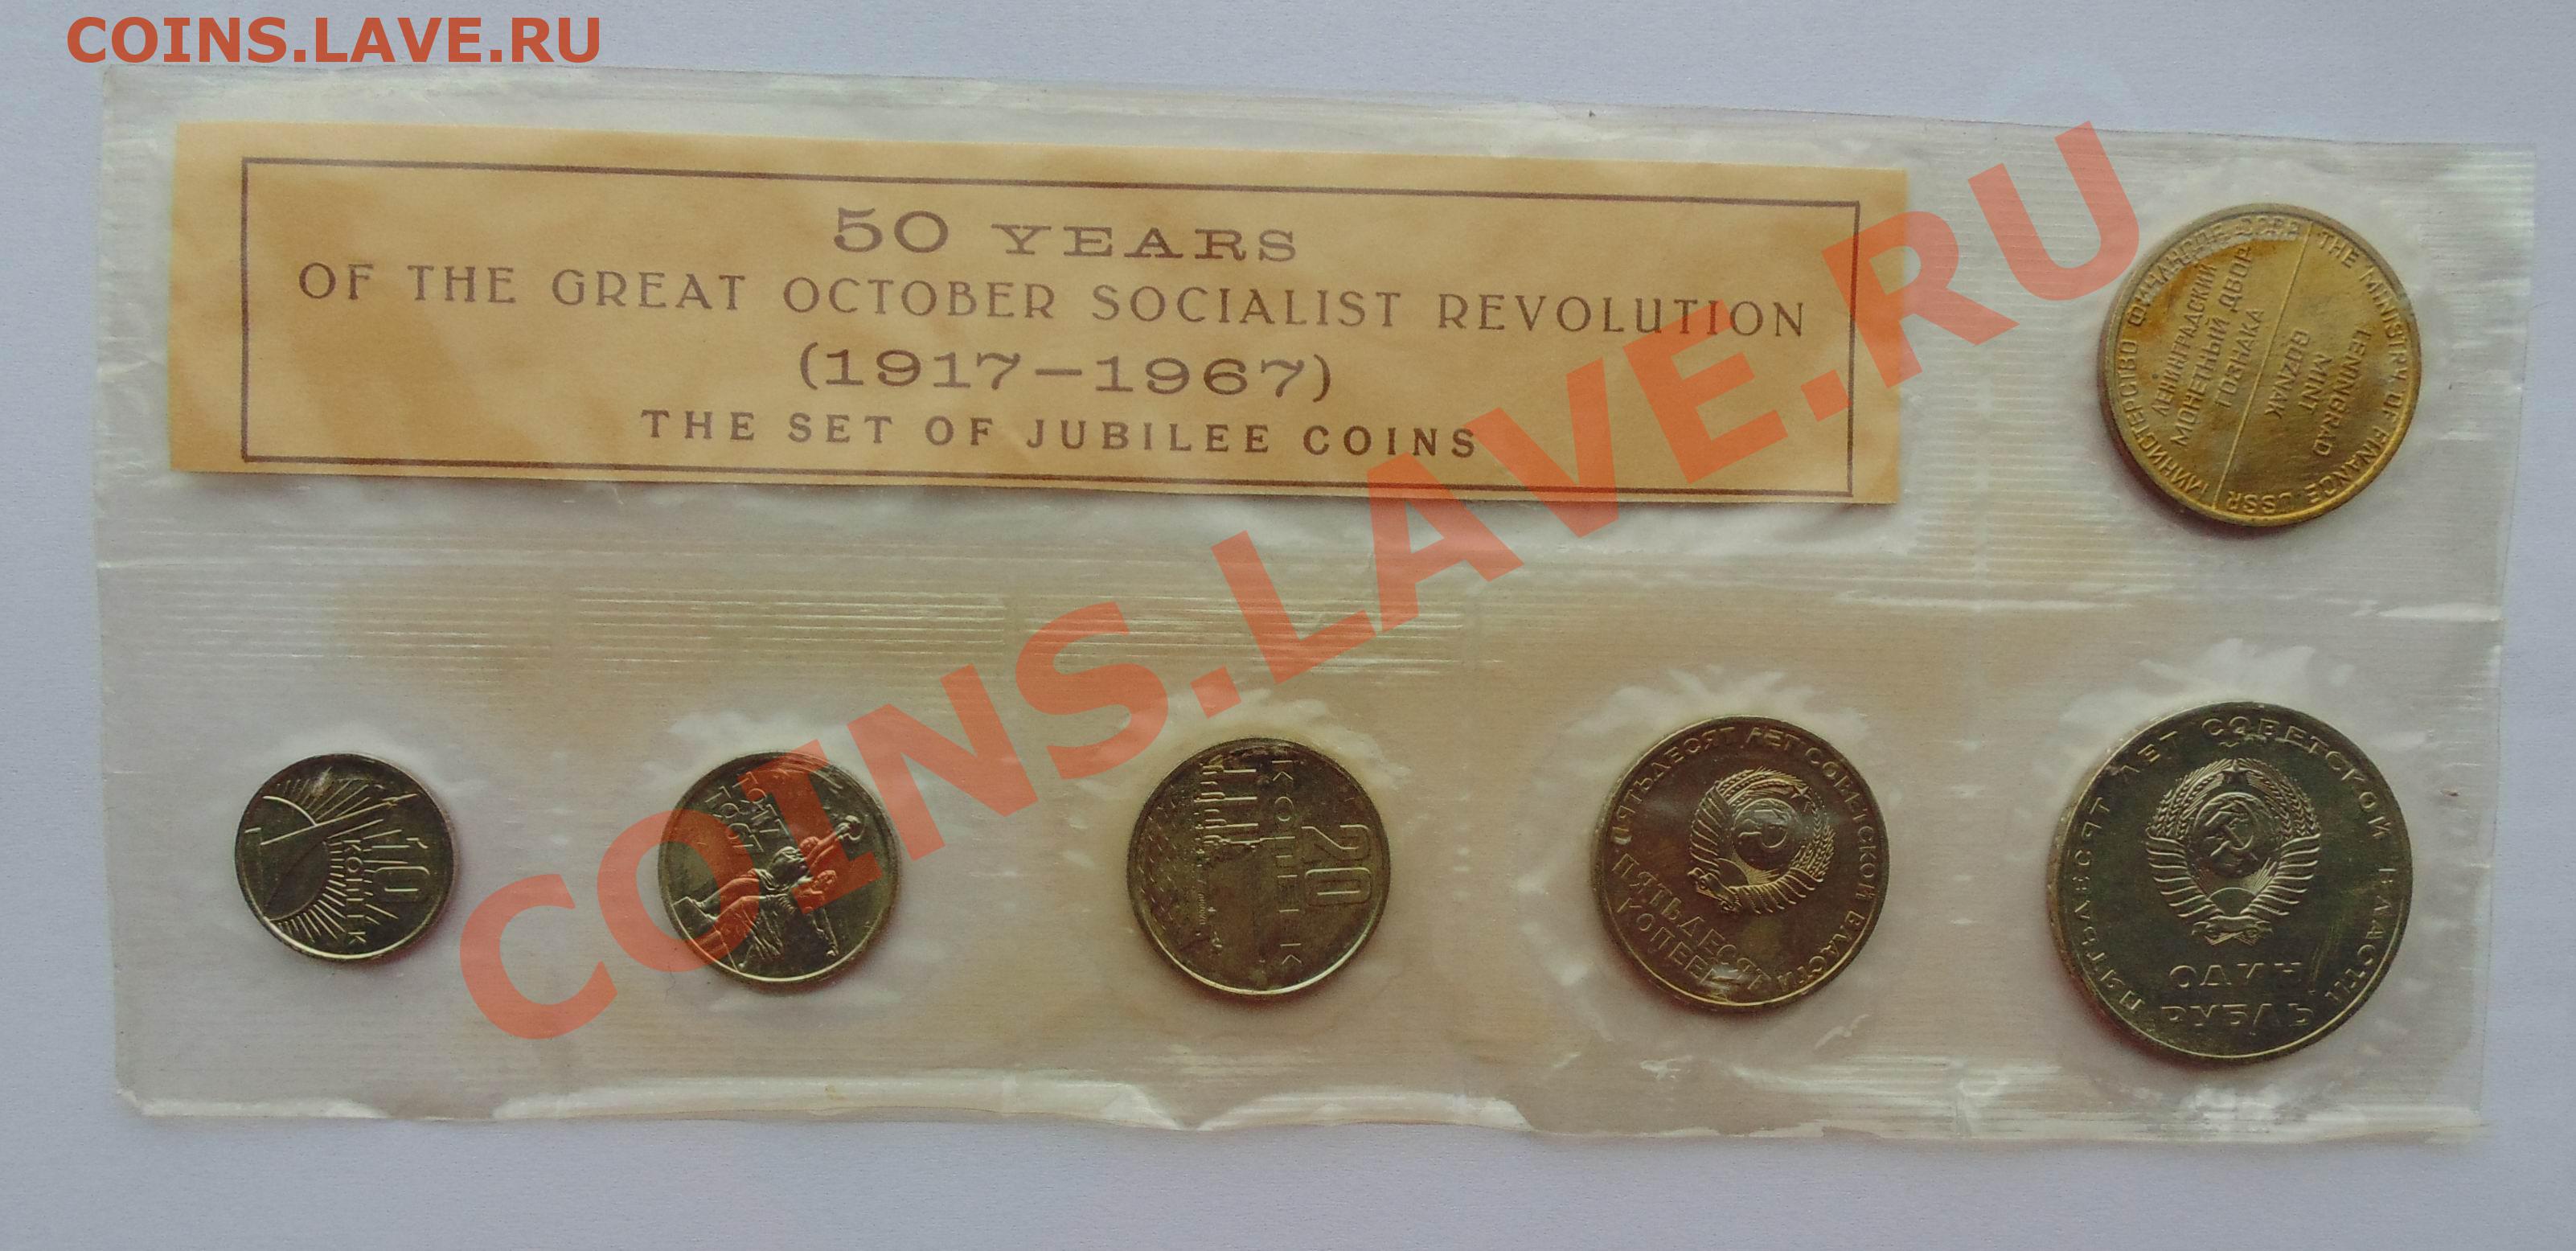 COINS.LAVE.RU
50 YEARS
OF THE GREAT OCTOBER SOCIALIST REVOLUTION
(1917—1967)
THE SET OF JUBILEE COINS
COINS.LAVE.RU
МИНИСТЕРСТВО ФИНАНСОВ СССР
ЛЕНИНГРАДСКИЙ
МОНЕТНЫЙ ДВОР
ГОЗНАКА
THE MINISTRY OF FINANCE USSR
LENINGRAD
MINT
GOZNAK
10
КОПЕЕК
1917
1967
20
КОПЕЕК
ПЯТЬДЕСЯТ ЛЕТ СОВЕТСКОЙ ВЛАСТИ
ПЯТЬДЕСЯТ
КОПЕЕК
ПЯТЬДЕСЯТ ЛЕТ СОВЕТСКОЙ ВЛАСТИ
ОДИН
РУБЛЬ